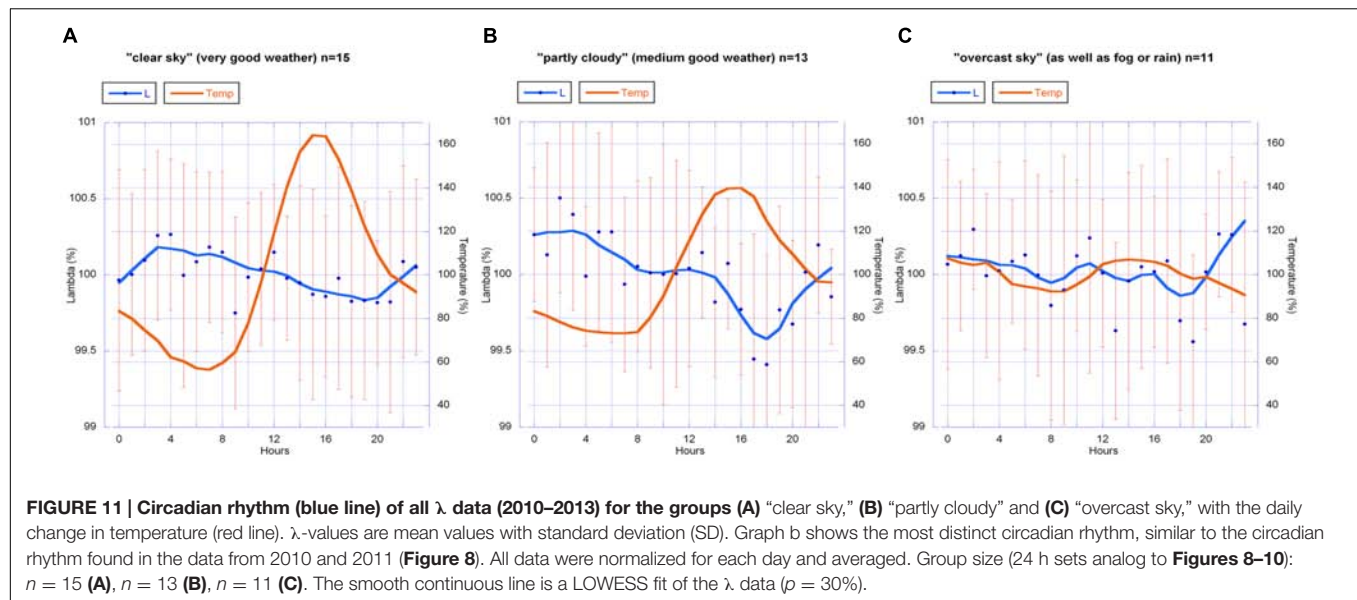 A
"clear sky" (very good weather) n=15
L
Temp
101
100.5
100
99.5
99
Lambda (%)
160
140
120
100
80
60
40
Temperature (%)
0
4
8
12
16
20
Hours
B
"partly cloudy" (medium good weather) n=13
L
Temp
101
100.5
100
99.5
99
Lambda (%)
160
140
120
100
80
60
40
Temperature (%)
0
4
8
12
16
20
Hours
C
"overcast sky" (as well as fog or rain) n=11
L
Temp
101
100.5
100
99.5
99
Lambda (%)
160
140
120
100
80
60
40
Temperature (%)
0
4
8
12
16
20
Hours
FIGURE 11 | Circadian rhythm (blue line) of all λ data (2010–2013) for the groups (A) “clear sky,” (B) “partly cloudy” and (C) “overcast sky,” with the daily
change in temperature (red line). λ-values are mean values with standard deviation (SD). Graph b shows the most distinct circadian rhythm, similar to the circadian
rhythm found in the data from 2010 and 2011 (Figure 8). All data were normalized for each day and averaged. Group size (24 h sets analog to Figures 8–10):
n = 15 (A), n = 13 (B), n = 11 (C). The smooth continuous line is a LOWESS fit of the λ data (p = 30%).